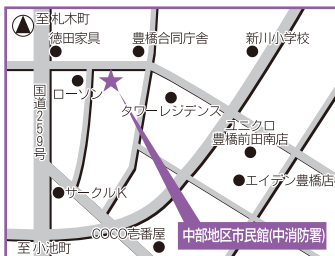 至札木町
徳田家具
豊橋合同庁舎
新川小学校
ローソン
国道259号
タワーレジデンス
ユニクロ
豊橋前田南店
サークルK
エイデン豊橋店
COCO壱番屋
中部地区市民館(中消防署)
至小池町